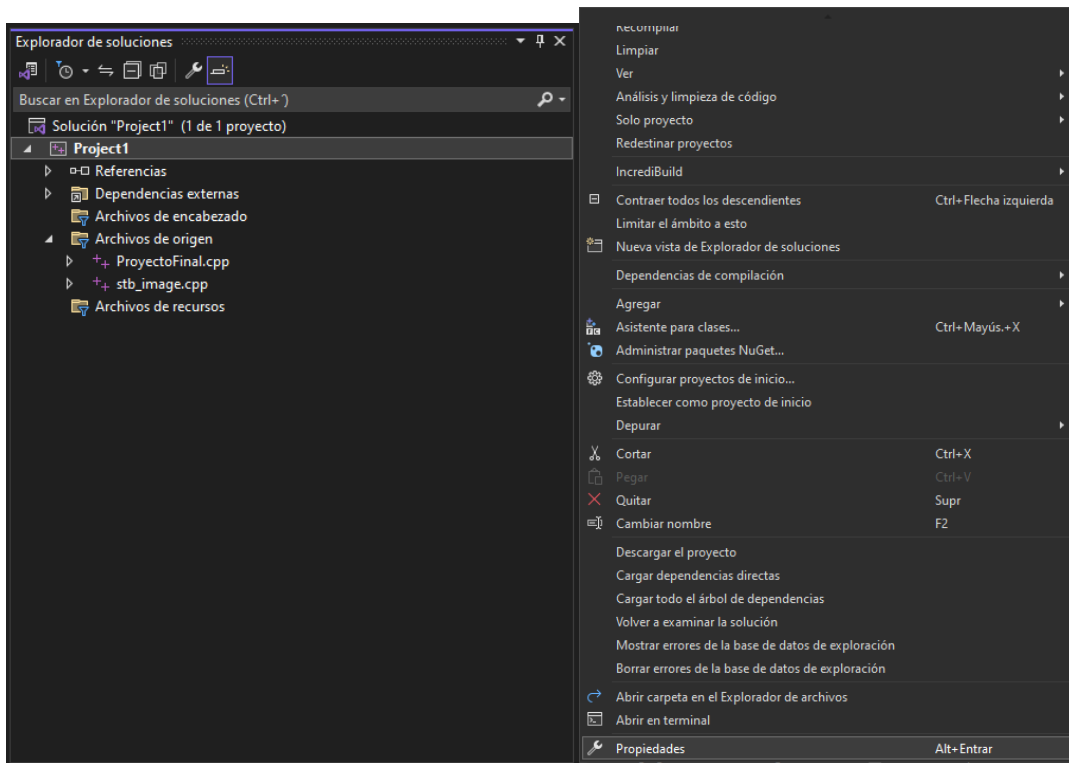 Explorador de soluciones
Buscar en Explorador de soluciones (Ctrl+´)
Solución "Project1" (1 de 1 proyecto)
Project1
Referencias
Dependencias externas
Archivos de encabezado
Archivos de origen
ProyectoFinal.cpp
stb_image.cpp
Archivos de recursos
Recompilar
Limpiar
Ver
Análisis y limpieza de código
Solo proyecto
Redestinar proyectos
IncrediBuild
Contraer todos los descendientes Ctrl+Flecha izquierda
Limitar el ámbito a esto
Nueva vista de Explorador de soluciones
Dependencias de compilación
Agregar
Asistente para clases... Ctrl+Mayús.+X
Administrar paquetes NuGet...
Configurar proyectos de inicio...
Establecer como proyecto de inicio
Depurar
Cortar Ctrl+X
Pegar Ctrl+V
Quitar Supr
Cambiar nombre F2
Descargar el proyecto
Cargar dependencias directas
Cargar todo el árbol de dependencias
Volver a examinar la solución
Mostrar errores de la base de datos de exploración
Borrar errores de la base de datos de exploración
Abrir carpeta en el Explorador de archivos
Abrir en terminal
Propiedades Alt+Entrar